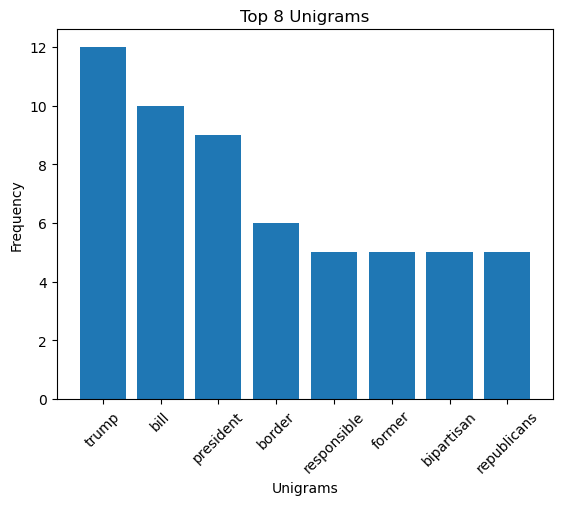 Top 8 Unigrams
Frequency
12
10
8
6
4
2
0
trump bill president border responsible former bipartisan republicans
Unigrams